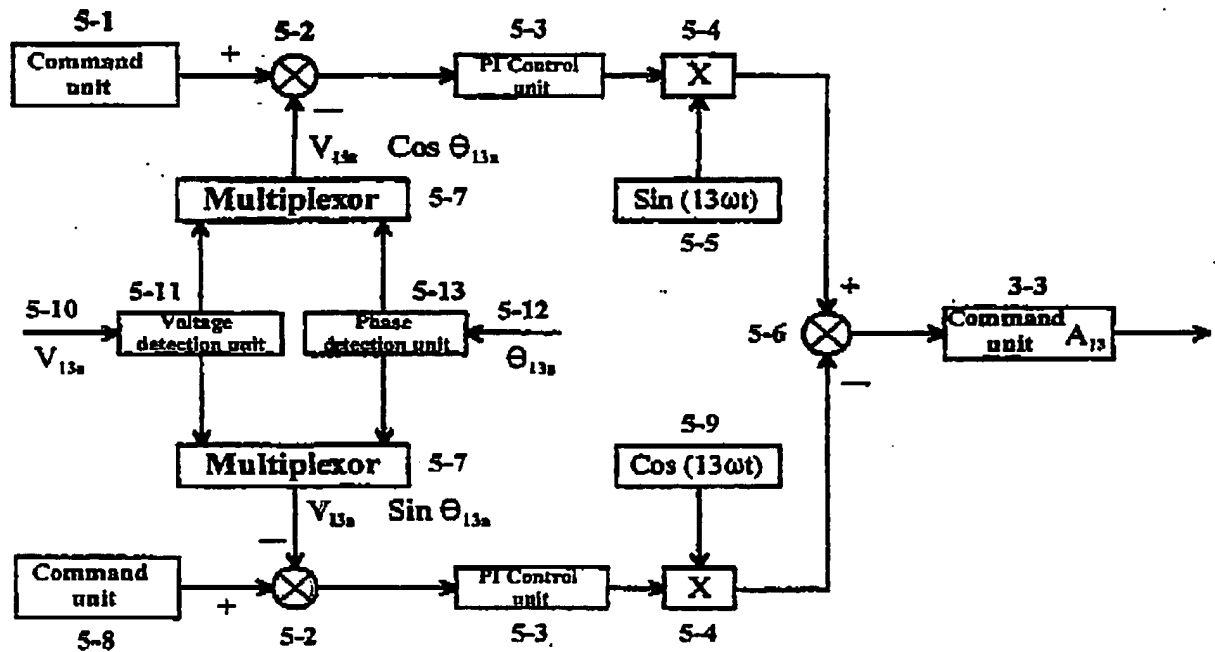 5-1
5-2
5-3
5-4
Command
unit
+
PI Control
unit
X
−
V13a Cos θ13a
Multiplexor
5-7
Sin (13ωt)
5-5
5-10
5-11
5-13
5-12
V13a
Voltage
detection unit
Phase
detection unit
θ13a
+
5-6
−
3-3
Command
unit A13
5-9
Multiplexor
5-7
Cos (13ωt)
V13a Sin θ13a
−
Command
unit
+
PI Control
unit
X
5-8
5-2
5-3
5-4